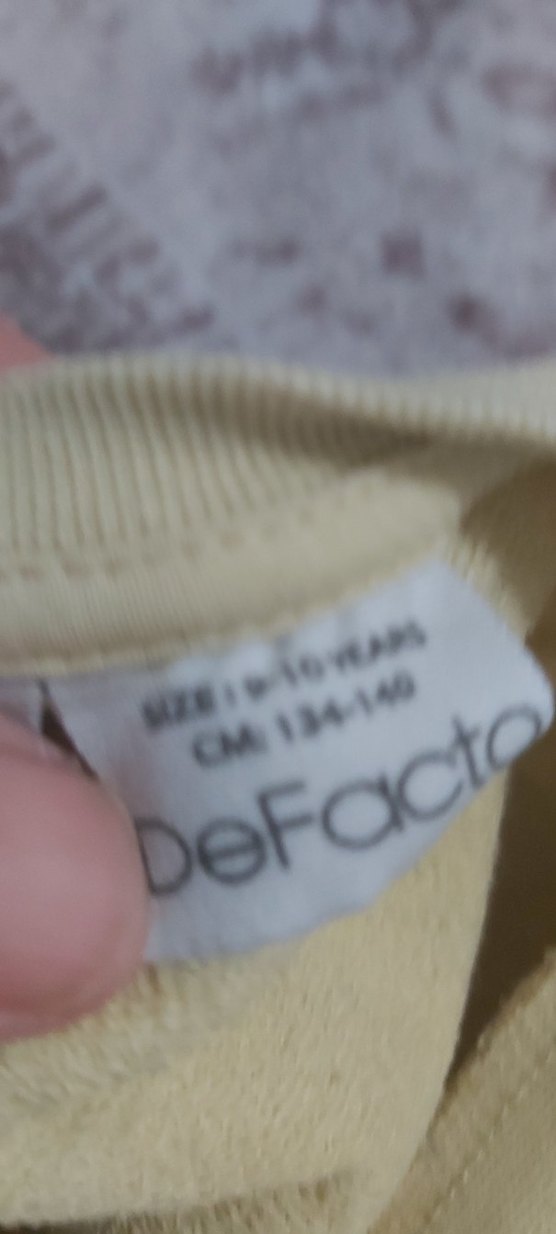 SIZE: 9-10 YEARS
CM: 134-140
DeFacto